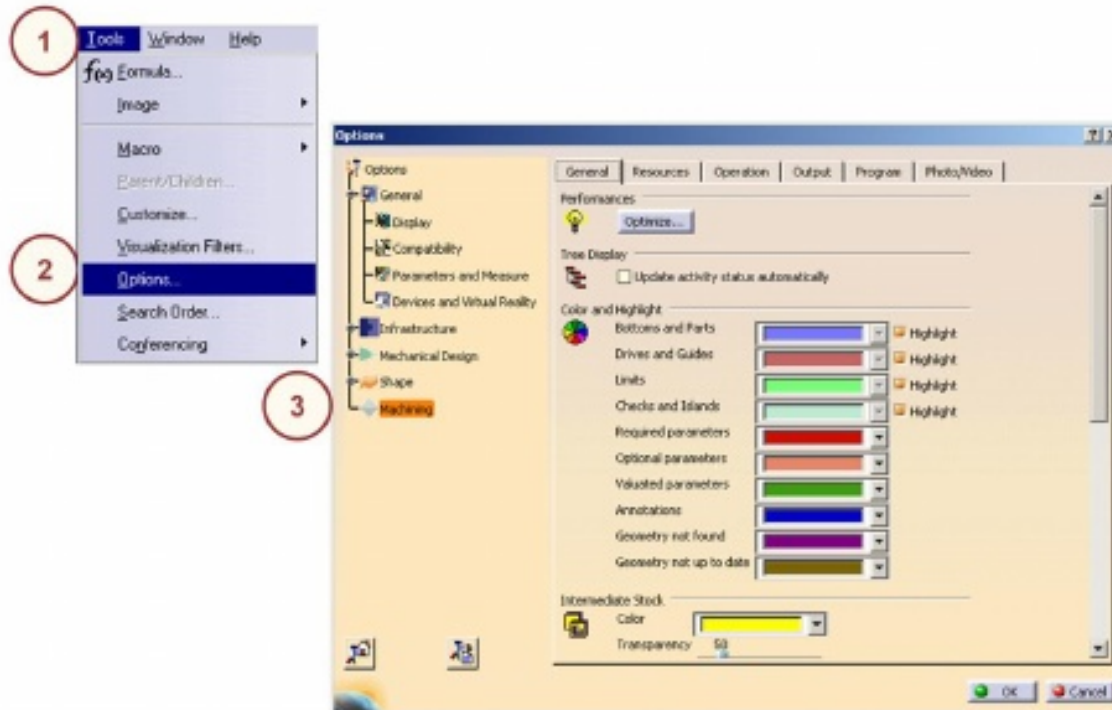 1
Tools Window Help
f(x) Formula...
Image
Macro
Parent/Children...
Customize...
2
Visualization Filters...
Options...
Search Order...
Conferencing
3
Options
Options
General
Display
Compatibility
Parameters and Measure
Devices and Virtual Reality
Infrastructure
Mechanical Design
Shape
Machining
General Resources Operation Output Program Photo/Video
Performances
Optimize...
Tree Display
Update activity status automatically
Color and Highlight
Bottoms and Parts Highlight
Drives and Guides Highlight
Limits Highlight
Checks and Islands Highlight
Required parameters
Optional parameters
Valuated parameters
Annotations
Geometry not found
Geometry not up to date
Intermediate Stock
Color
Transparency 50
OK Cancel